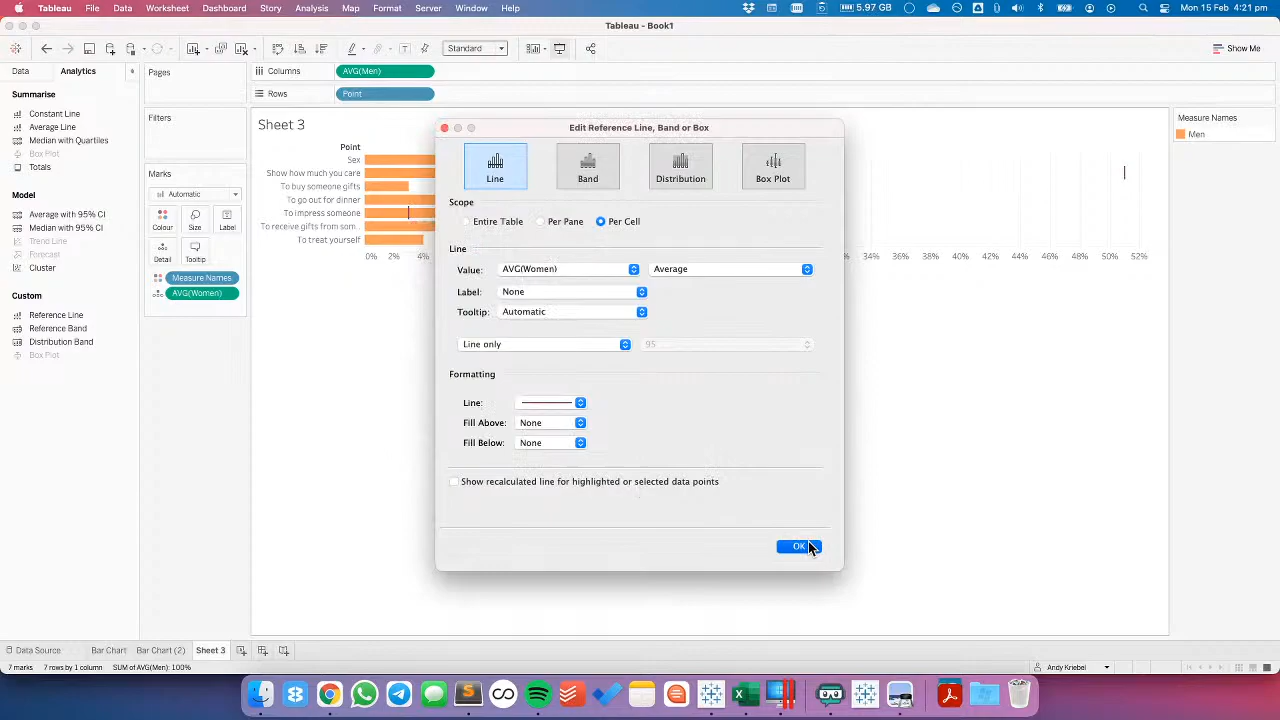 Tableau File Data Worksheet Dashboard Story Analysis Map Format Server Window Help 5.97 GB Mon 15 Feb 4:21 pm
Tableau - Book1
Standard Show Me
Data Analytics Pages Columns AVG(Men)
Summarise Rows Point
Constant Line
Average Line
Median with Quartiles
Box Plot
Totals
Model
Average with 95% CI
Median with 95% CI
Trend Line
Forecast
Cluster
Custom
Reference Line
Reference Band
Distribution Band
Box Plot
Filters
Marks
Automatic
Colour Size Label
Detail Tooltip
Measure Names
AVG(Women)
Sheet 3
Point
Sex
Show how much you care
To buy someone gifts
To go out for dinner
To impress someone
To receive gifts from som..
To treat yourself
0% 2% 4% 34% 36% 38% 40% 42% 44% 46% 48% 50% 52%
Edit Reference Line, Band or Box
Line Band Distribution Box Plot
Scope
Entire Table Per Pane Per Cell
Line
Value: AVG(Women) Average
Label: None
Tooltip: Automatic
Line only 95
Formatting
Line:
Fill Above: None
Fill Below: None
Show recalculated line for highlighted or selected data points
OK
Measure Names
Men
Data Source Bar Chart Bar Chart (2) Sheet 3
7 marks 7 rows by 1 column SUM of AVG(Men): 100% Andy Kriebel